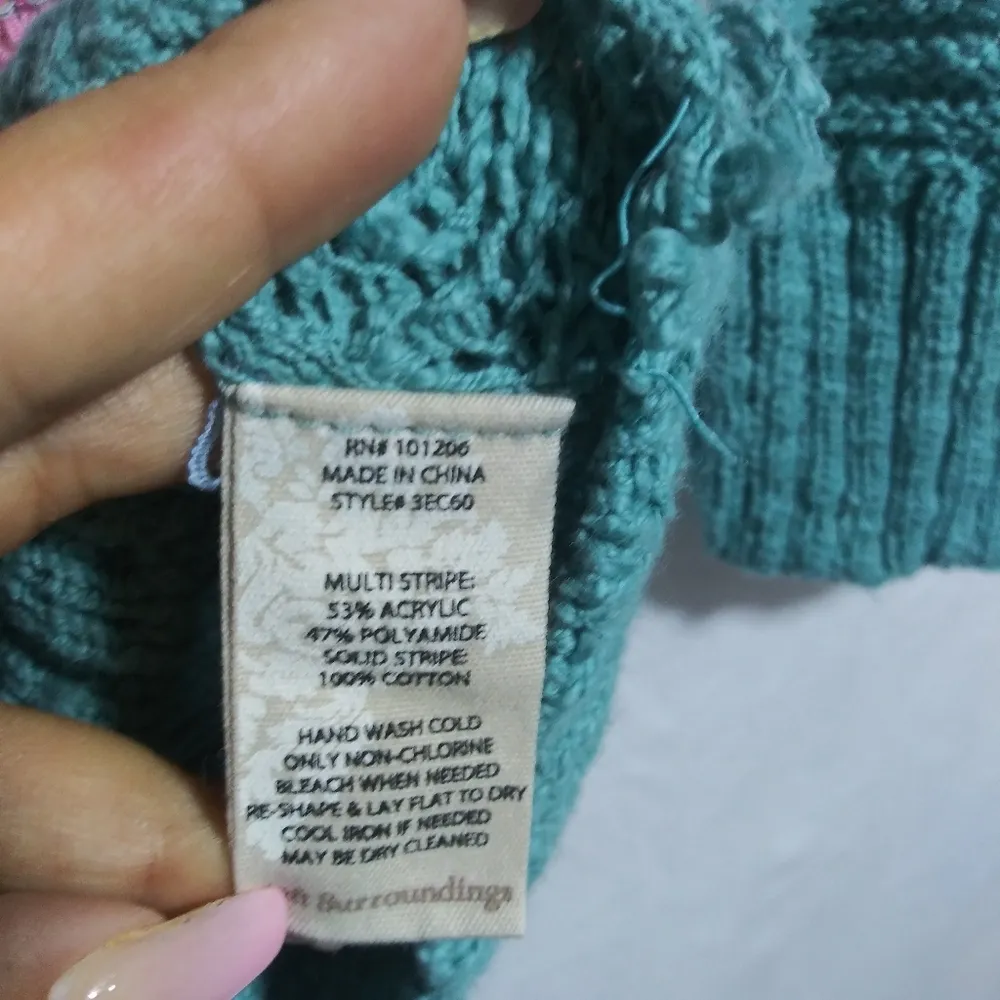 RN# 101206
MADE IN CHINA
STYLE# 3EC60
MULTI STRIPE:
53% ACRYLIC
47% POLYAMIDE
SOLID STRIPE:
100% COTTON
HAND WASH COLD
ONLY NON-CHLORINE
BLEACH WHEN NEEDED
RE-SHAPE & LAY FLAT TO DRY
COOL IRON IF NEEDED
MAY BE DRY CLEANED
Surroundings